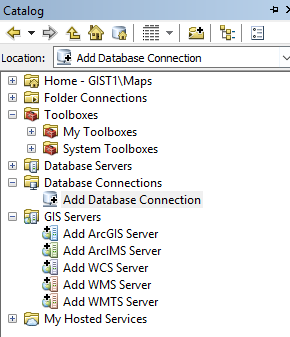 Catalog
Location: Add Database Connection
Home - GIST1\Maps
Folder Connections
Toolboxes
My Toolboxes
System Toolboxes
Database Servers
Database Connections
Add Database Connection
GIS Servers
Add ArcGIS Server
Add ArcIMS Server
Add WCS Server
Add WMS Server
Add WMTS Server
My Hosted Services